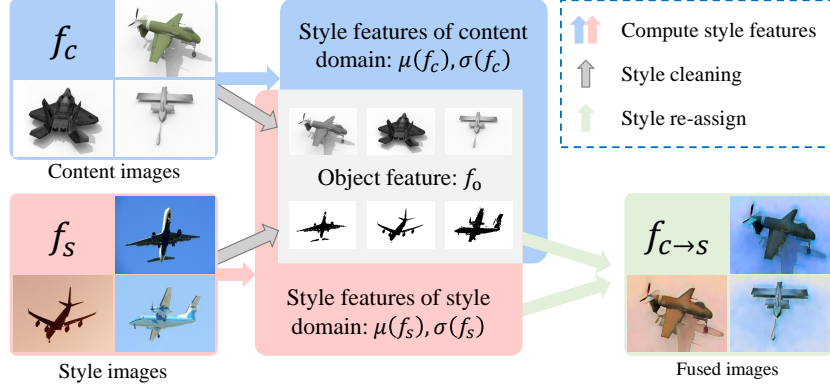 f_c
Content images
f_s
Style images
Style features of content
domain: μ(f_c), σ(f_c)
Object feature: f_o
Style features of style
domain: μ(f_s), σ(f_s)
Compute style features
Style cleaning
Style re-assign
f_{c→s}
Fused images